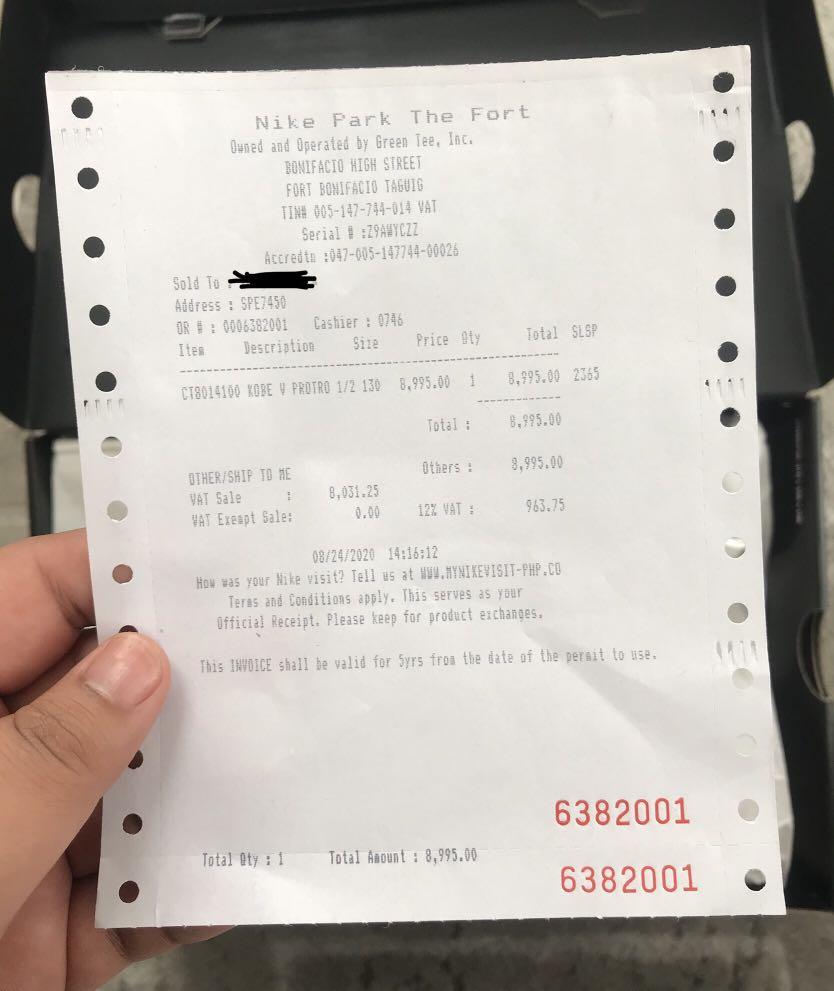 Nike Park The Fort
Owned and Operated by Green Tee, Inc.
BONIFACIO HIGH STREET
FORT BONIFACIO TAGUIG
TIN# 005-147-744-014 VAT
Serial # :Z9AWYCZZ
Accredtn :047-005-147744-00026
Sold To :
Address : SPE7450
OR # : 0006382001 Cashier : 0746
Item Description Size Price Qty Total SLSP
CT8014100 KOBE V PROTRO 1/2 130 8,995.00 1 8,995.00 2365
Total : 8,995.00
OTHER/SHIP TO ME Others : 8,995.00
VAT Sale : 8,031.25
VAT Exempt Sale: 0.00 12% VAT : 963.75
08/24/2020 14:16:12
How was your Nike visit? Tell us at WWW.MYNIKEVISIT-PHP.CO
Terms and Conditions apply. This serves as your
Official Receipt. Please keep for product exchanges.
This INVOICE shall be valid for 5yrs from the date of the permit to use.
6382001
Total Qty : 1 Total Amount : 8,995.00
6382001